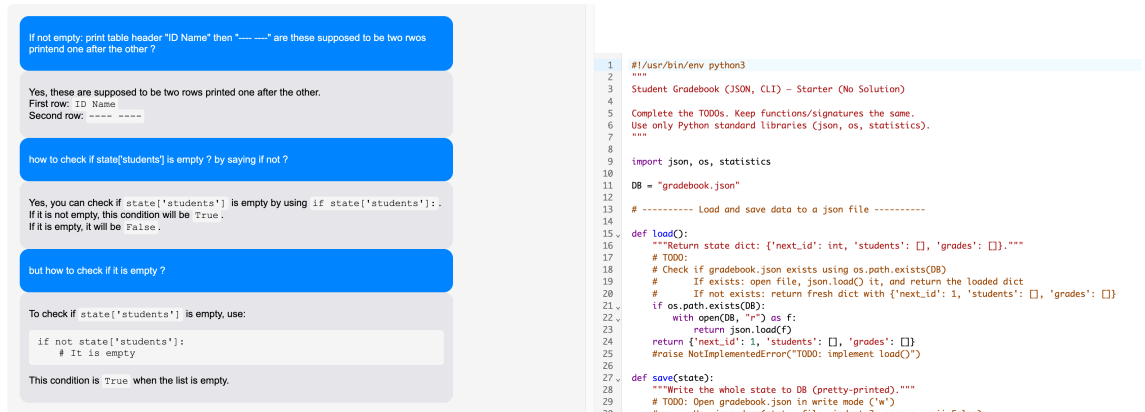 If not empty: print table header "ID Name" then "---- ----" are these supposed to be two rwos
printend one after the other ?
Yes, these are supposed to be two rows printed one after the other.
First row: ID Name
Second row: ---- ----
how to check if state['students'] is empty ? by saying if not ?
Yes, you can check if state['students'] is empty by using if state['students']:.
If it is not empty, this condition will be True.
If it is empty, it will be False.
but how to check if it is empty ?
To check if state['students'] is empty, use:
if not state['students']:
    # It is empty
This condition is True when the list is empty.
1 #!/usr/bin/env python3
2 """
3 Student Gradebook (JSON, CLI) – Starter (No Solution)
4
5 Complete the TODOs. Keep functions/signatures the same.
6 Use only Python standard libraries (json, os, statistics).
7 """
8
9 import json, os, statistics
10
11 DB = "gradebook.json"
12
13 # ---------- Load and save data to a json file ----------
14
15 def load():
16     """Return state dict: {'next_id': int, 'students': [], 'grades': []}."""
17     # TODO:
18     # Check if gradebook.json exists using os.path.exists(DB)
19     #       If exists: open file, json.load() it, and return the loaded dict
20     #       If not exists: return fresh dict with {'next_id': 1, 'students': [], 'grades': []}
21     if os.path.exists(DB):
22         with open(DB, "r") as f:
23             return json.load(f)
24     return {'next_id': 1, 'students': [], 'grades': []}
25     #raise NotImplementedError("TODO: implement load()")
26
27 def save(state):
28     """Write the whole state to DB (pretty-printed)."""
29     # TODO: Open gradebook.json in write mode ('w')